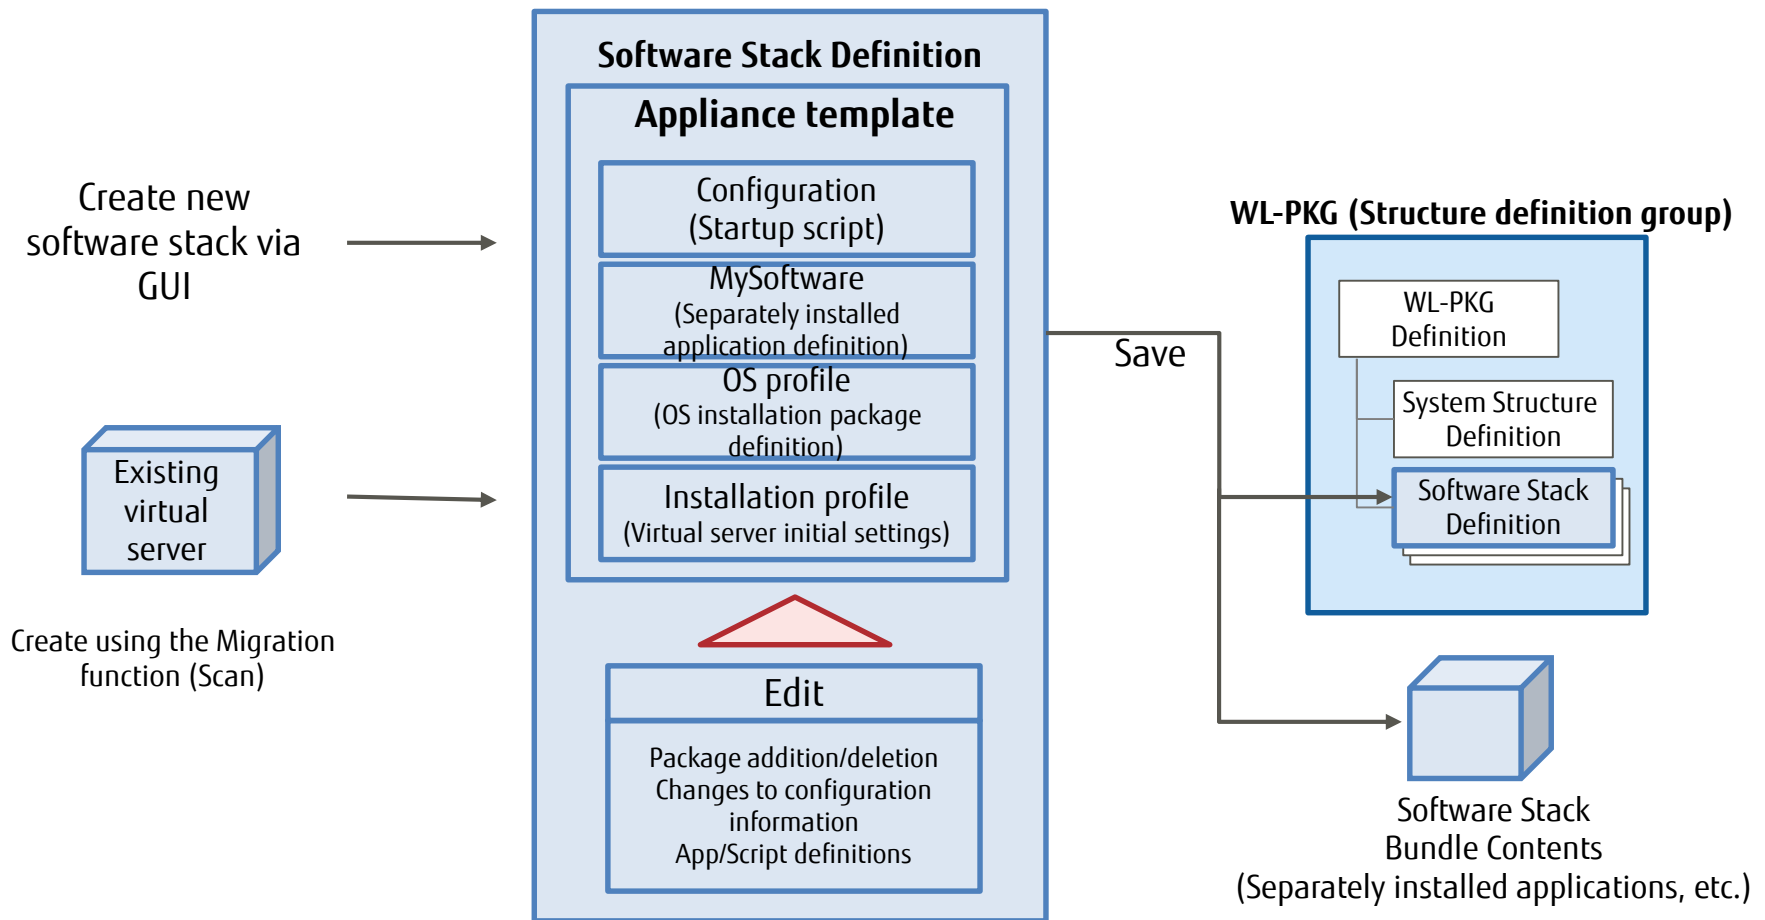 Software Stack Definition
Appliance template
Configuration
(Startup script)
MySoftware
(Separately installed
application definition)
OS profile
(OS installation package
definition)
Installation profile
(Virtual server initial settings)
Create new
software stack via
GUI
Existing
virtual
server
Create using the Migration
function (Scan)
Edit
Package addition/deletion
Changes to configuration
information
App/Script definitions
Save
WL-PKG (Structure definition group)
WL-PKG
Definition
System Structure
Definition
Software Stack
Definition
Software Stack
Bundle Contents
(Separately installed applications, etc.)